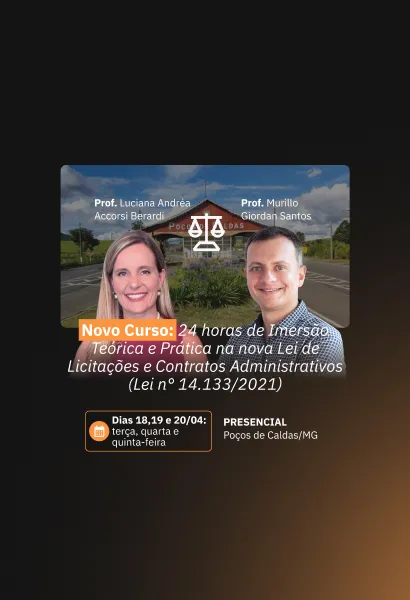 Prof. Luciana Andréa
Accorsi Berardi
Prof. Murillo
Giordan Santos
POÇOS DE CALDAS
Novo Curso: 24 horas de Imersão
Teórica e Prática na nova Lei de
Licitações e Contratos Administrativos
(Lei nº 14.133/2021)
Dias 18,19 e 20/04:
terça, quarta e
quinta-feira
PRESENCIAL
Poços de Caldas/MG